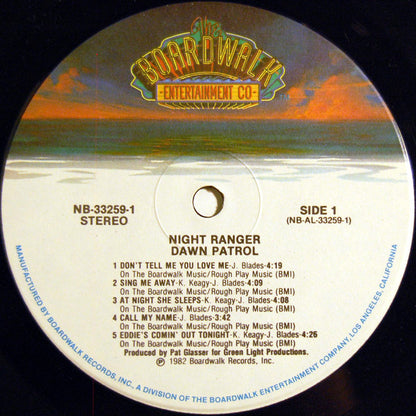 the
BOARDWALK
-ENTERTAINMENT CO-
NB-33259-1
STEREO
SIDE 1
(NB-AL-33259-1)
NIGHT RANGER
DAWN PATROL
1 DON'T TELL ME YOU LOVE ME-J. Blades-4:19
On The Boardwalk Music/Rough Play Music (BMI)
2 SING ME AWAY-K. Keagy-J. Blades-4:09
On The Boardwalk Music/Rough Play Music (BMI)
3 AT NIGHT SHE SLEEPS-K. Keagy-J. Blades-4:08
On The Boardwalk Music/Rough Play Music (BMI)
4 CALL MY NAME-J. Blades-3:42
On The Boardwalk Music/Rough Play Music (BMI)
5 EDDIE'S COMIN' OUT TONIGHT-K. Keagy-J. Blades-4:26
On The Boardwalk Music/Rough Play Music (BMI)
Produced by Pat Glasser for Green Light Productions.
Ⓟ 1982 Boardwalk Records, Inc.
MANUFACTURED BY BOARDWALK RECORDS, INC. A DIVISION OF THE BOARDWALK ENTERTAINMENT COMPANY, LOS ANGELES, CALIFORNIA